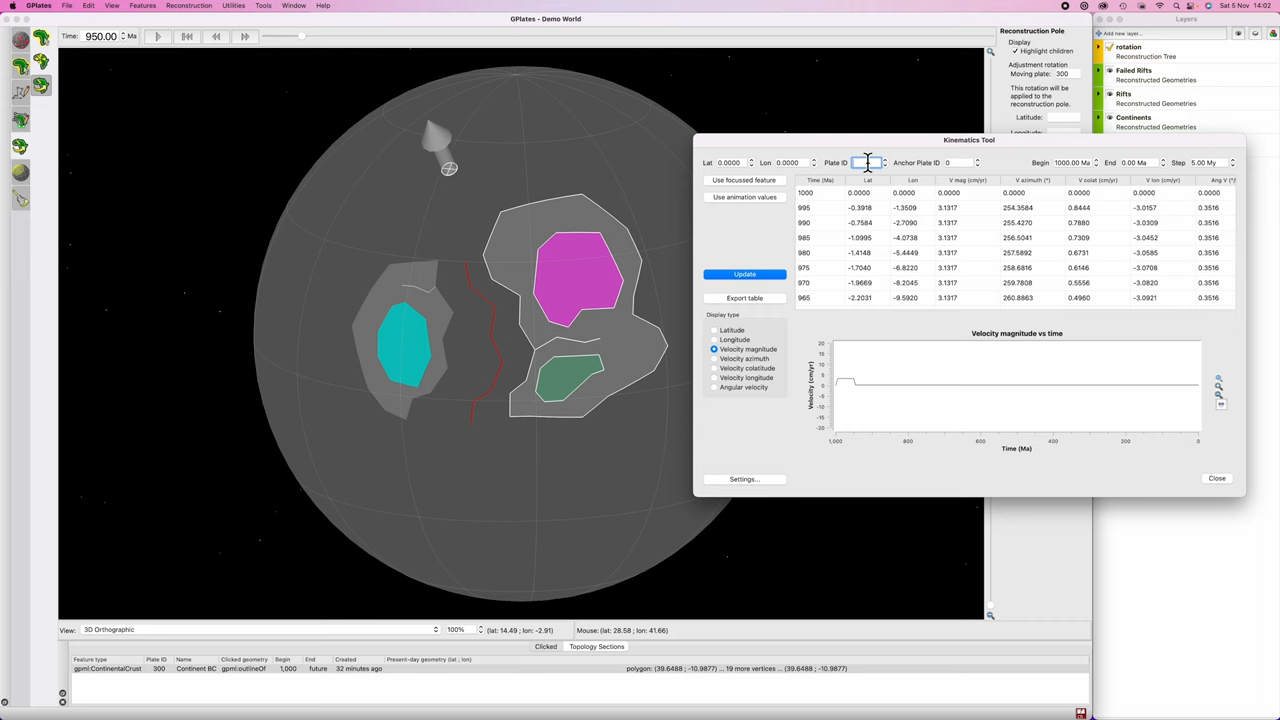 GPlates File Edit View Features Reconstruction Utilities Tools Window Help Sat 5 Nov 14:02
GPlates - Demo World
Layers
Time: 950.00 Ma
Reconstruction Pole
Display
Highlight children
Adjustment rotation
Moving plate: 300
This rotation will be
applied to the
reconstruction pole.
Latitude:
Add new layer...
rotation
Reconstruction Tree
Failed Rifts
Reconstructed Geometries
Rifts
Reconstructed Geometries
Continents
Reconstructed Geometries
Kinematics Tool
Lat 0.0000 Lon 0.0000 Plate ID Anchor Plate ID 0 Begin 1000.00 Ma End 0.00 Ma Step 5.00 My
Use focussed feature
Use animation values
Update
Export table
Time (Ma) Lat Lon V mag (cm/yr) V azimuth (°) V colat (cm/yr) V lon (cm/yr) Ang V (°/
1000 0.0000 0.0000 0.0000 0.0000 0.0000 0.0000 0.0000
995 -0.3918 -1.3509 3.1317 254.3584 0.8444 -3.0157 0.3516
990 -0.7584 -2.7090 3.1317 255.4270 0.7880 -3.0309 0.3516
985 -1.0995 -4.0738 3.1317 256.5041 0.7309 -3.0452 0.3516
980 -1.4148 -5.4449 3.1317 257.5892 0.6731 -3.0585 0.3516
975 -1.7040 -6.8220 3.1317 258.6816 0.6146 -3.0708 0.3516
970 -1.9669 -8.2045 3.1317 259.7808 0.5556 -3.0820 0.3516
965 -2.2031 -9.5920 3.1317 260.8863 0.4960 -3.0921 0.3516
Display type
Latitude
Longitude
Velocity magnitude
Velocity azimuth
Velocity colatitude
Velocity longitude
Angular velocity
Velocity magnitude vs time
Velocity (cm/yr)
20
15
10
5
0
-5
-10
-15
-20
1,000 800 600 400 200 0
Time (Ma)
Settings...
Close
View: 3D Orthographic 100% (lat: 14.49 ; lon: -2.91) Mouse: (lat: 28.58 ; lon: 41.66)
Clicked Topology Sections
Feature type Plate ID Name Clicked geometry Begin End Created Present-day geometry (lat ; lon)
gpml:ContinentalCrust 300 Continent BC gpml:outlineOf 1,000 future 32 minutes ago polygon: (39.6488 ; -10.9877) ... 19 more vertices ... (39.6488 ; -10.9877)